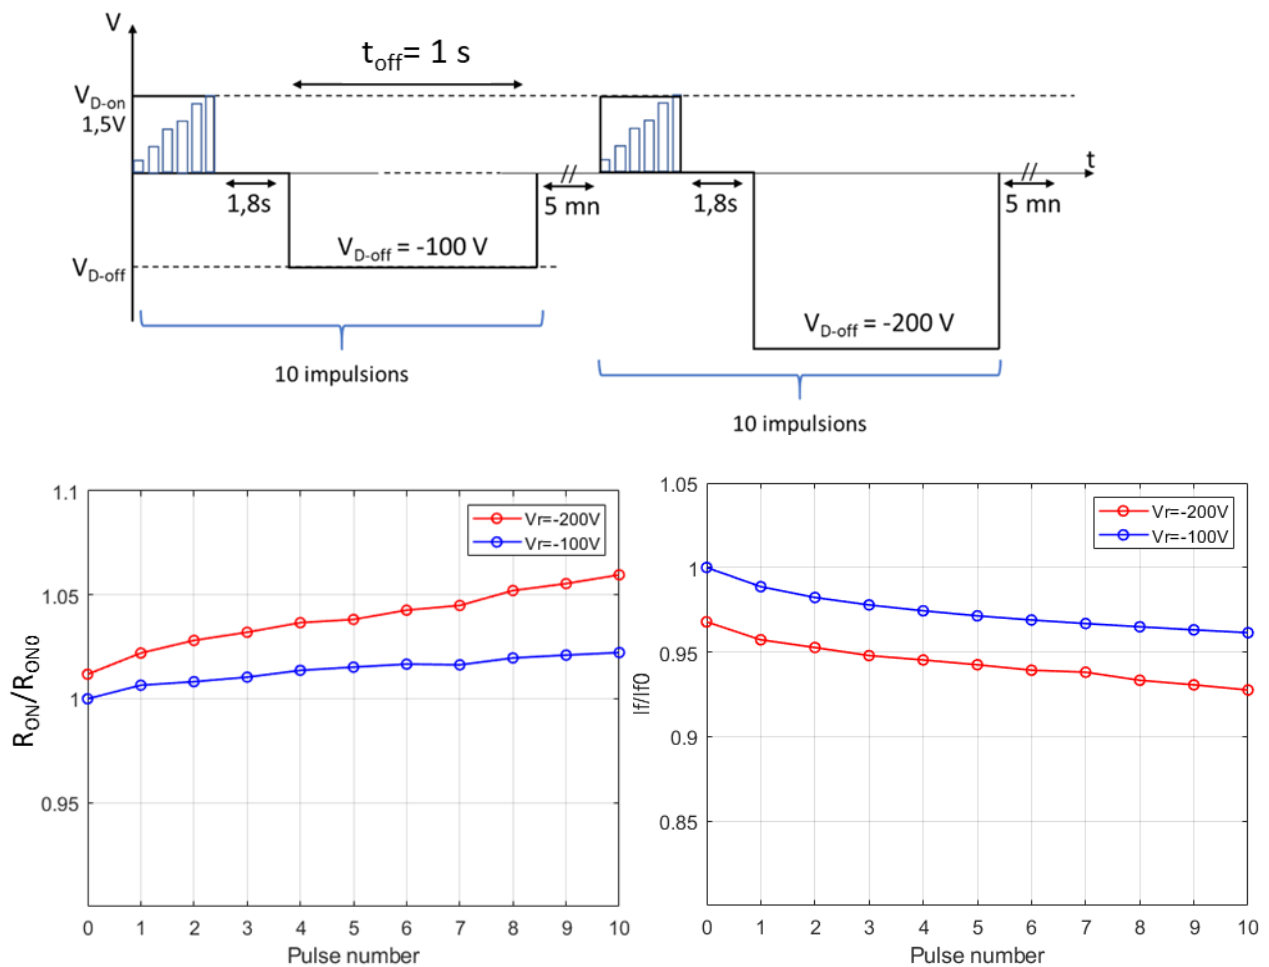 V
t_off= 1 s
V_D-on
1,5V
t
1,8s
5 mn
1,8s
5 mn
V_D-off = -100 V
V_D-off
V_D-off = -200 V
10 impulsions
10 impulsions
1.1
1.05
1
0.95
R_ON/R_ON0
Vr=-200V
Vr=-100V
0 1 2 3 4 5 6 7 8 9 10
Pulse number
1.05
1
0.95
0.9
0.85
If/If0
Vr=-200V
Vr=-100V
0 1 2 3 4 5 6 7 8 9 10
Pulse number